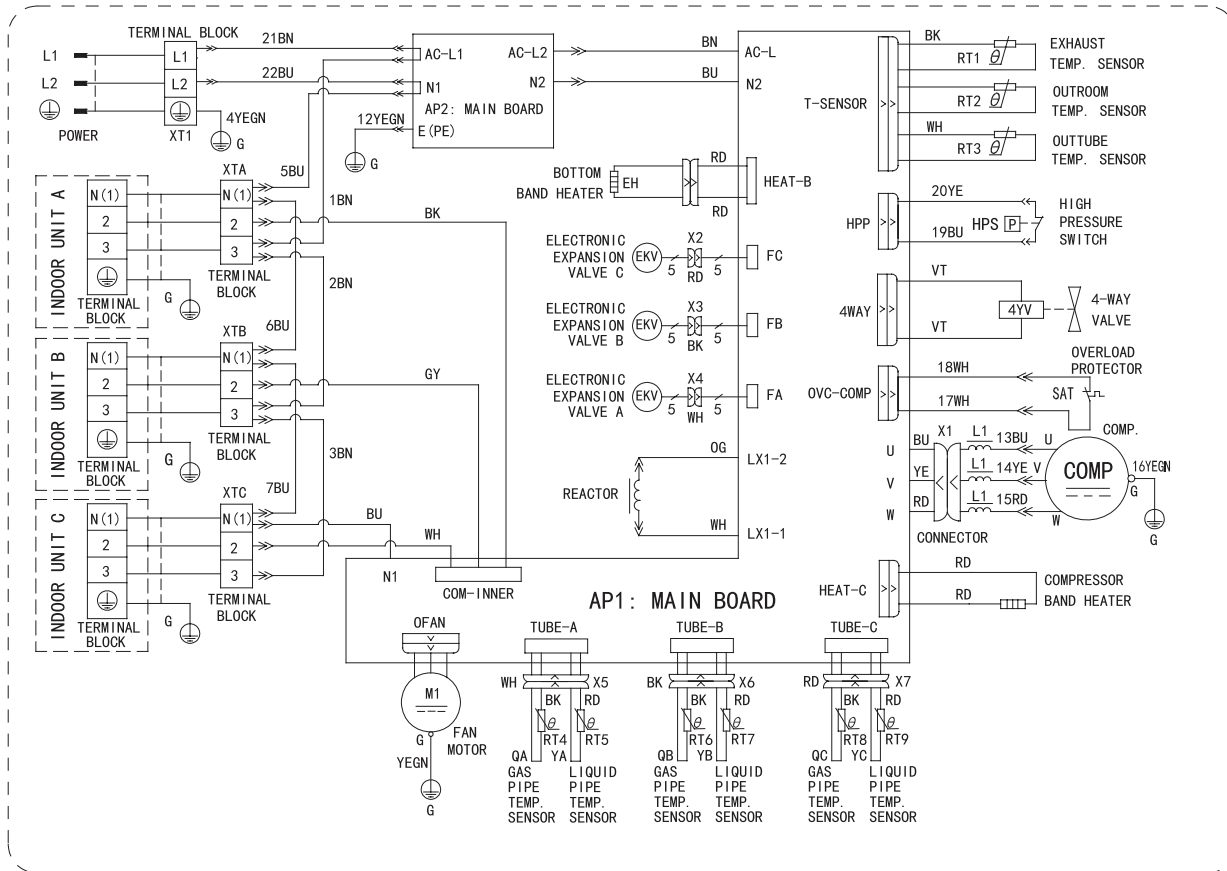 TERMINAL BLOCK
L1
L2
POWER
L1
L2
XT1
21BN
22BU
4YEGN
G
AC-L1
N1
E(PE)
AC-L2
N2
AP2: MAIN BOARD
12YEGN
G
BN
BU
AC-L
N2
INDOOR UNIT A
N(1)
2
3
TERMINAL
BLOCK
G
XTA
N(1)
2
3
TERMINAL
BLOCK
5BU
1BN
BK
2BN
6BU
INDOOR UNIT B
N(1)
2
3
TERMINAL
BLOCK
G
XTB
N(1)
2
3
TERMINAL
BLOCK
GY
3BN
7BU
INDOOR UNIT C
N(1)
2
3
TERMINAL
BLOCK
G
XTC
N(1)
2
3
TERMINAL
BLOCK
BU
WH
N1
COM-INNER
BOTTOM
BAND HEATER
EH
RD
RD
HEAT-B
ELECTRONIC
EXPANSION
VALVE C
EKV
5
X2
RD
5
FC
ELECTRONIC
EXPANSION
VALVE B
EKV
5
X3
BK
5
FB
ELECTRONIC
EXPANSION
VALVE A
EKV
5
X4
WH
5
FA
REACTOR
OG
LX1-2
WH
LX1-1
T-SENSOR
BK
RT1
θ
EXHAUST
TEMP. SENSOR
RT2
θ
OUTROOM
TEMP. SENSOR
WH
RT3
θ
OUTTUBE
TEMP. SENSOR
HPP
20YE
19BU
HPS
P
HIGH
PRESSURE
SWITCH
4WAY
VT
VT
4YV
4-WAY
VALVE
OVC-COMP
18WH
17WH
OVERLOAD
PROTECTOR
SAT
U
V
W
BU
YE
RD
X1
CONNECTOR
L1
13BU
U
L1
14YE
V
L1
15RD
W
COMP.
COMP
16YEGN
G
G
HEAT-C
RD
RD
COMPRESSOR
BAND HEATER
AP1: MAIN BOARD
OFAN
M1
FAN
MOTOR
G
YEGN
G
TUBE-A
WH
X5
BK
RD
θ
θ
RT4
RT5
QA
YA
GAS
PIPE
TEMP.
SENSOR
LIQUID
PIPE
TEMP.
SENSOR
TUBE-B
BK
X6
BK
RD
θ
θ
RT6
RT7
QB
YB
GAS
PIPE
TEMP.
SENSOR
LIQUID
PIPE
TEMP.
SENSOR
TUBE-C
RD
X7
BK
RD
θ
θ
RT8
RT9
QC
YC
GAS
PIPE
TEMP.
SENSOR
LIQUID
PIPE
TEMP.
SENSOR